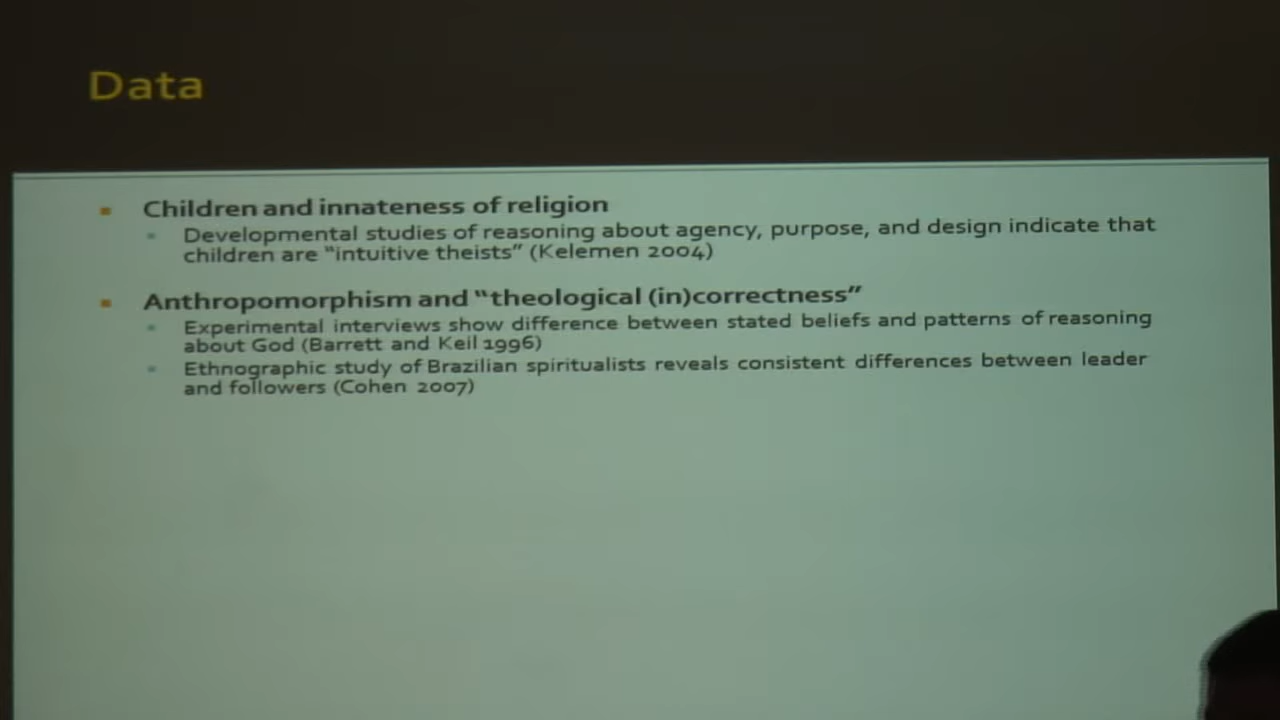 Data
Children and innateness of religion
Developmental studies of reasoning about agency, purpose, and design indicate that
children are “intuitive theists” (Kelemen 2004)
Anthropomorphism and “theological (in)correctness”
Experimental interviews show difference between stated beliefs and patterns of reasoning
about God (Barrett and Keil 1996)
Ethnographic study of Brazilian spiritualists reveals consistent differences between leader
and followers (Cohen 2007)